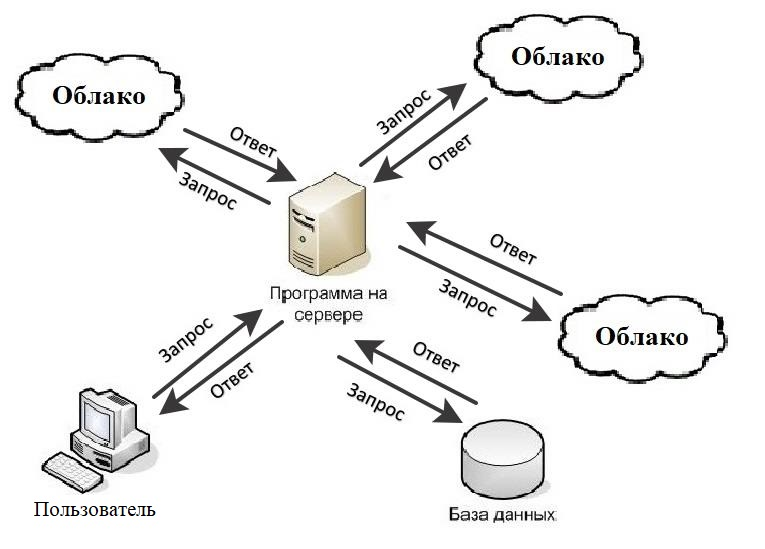 Облако
Облако
Ответ
Запрос
Запрос
Ответ
Ответ
Запрос
Облако
Программа на
сервере
Запрос
Ответ
Ответ
Запрос
Пользователь
База данных